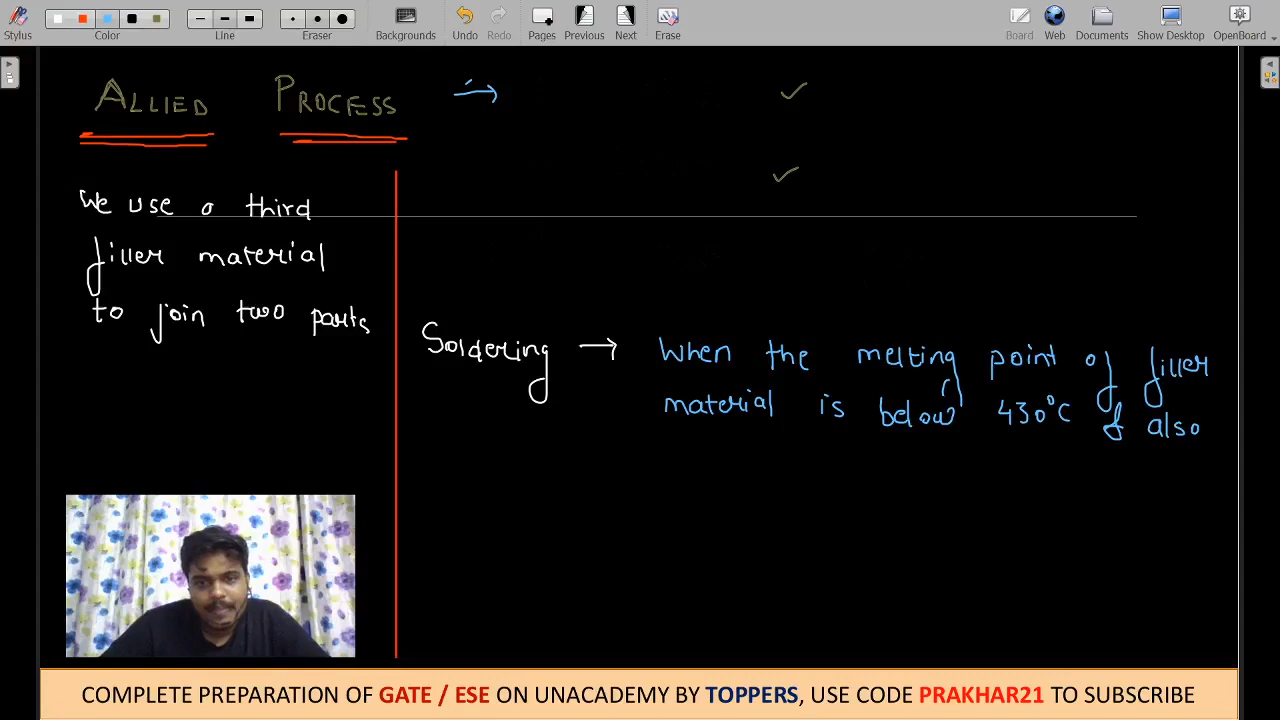 Stylus
Color
Line
Eraser
Backgrounds
Undo
Redo
Pages
Previous
Next
Erase
Board
Web
Documents
Show Desktop
OpenBoard
ALLIED PROCESS →
We use a third
filler material
to join two parts
Soldering → When the melting point of filler
material is below 430°C & also
COMPLETE PREPARATION OF GATE / ESE ON UNACADEMY BY TOPPERS, USE CODE PRAKHAR21 TO SUBSCRIBE